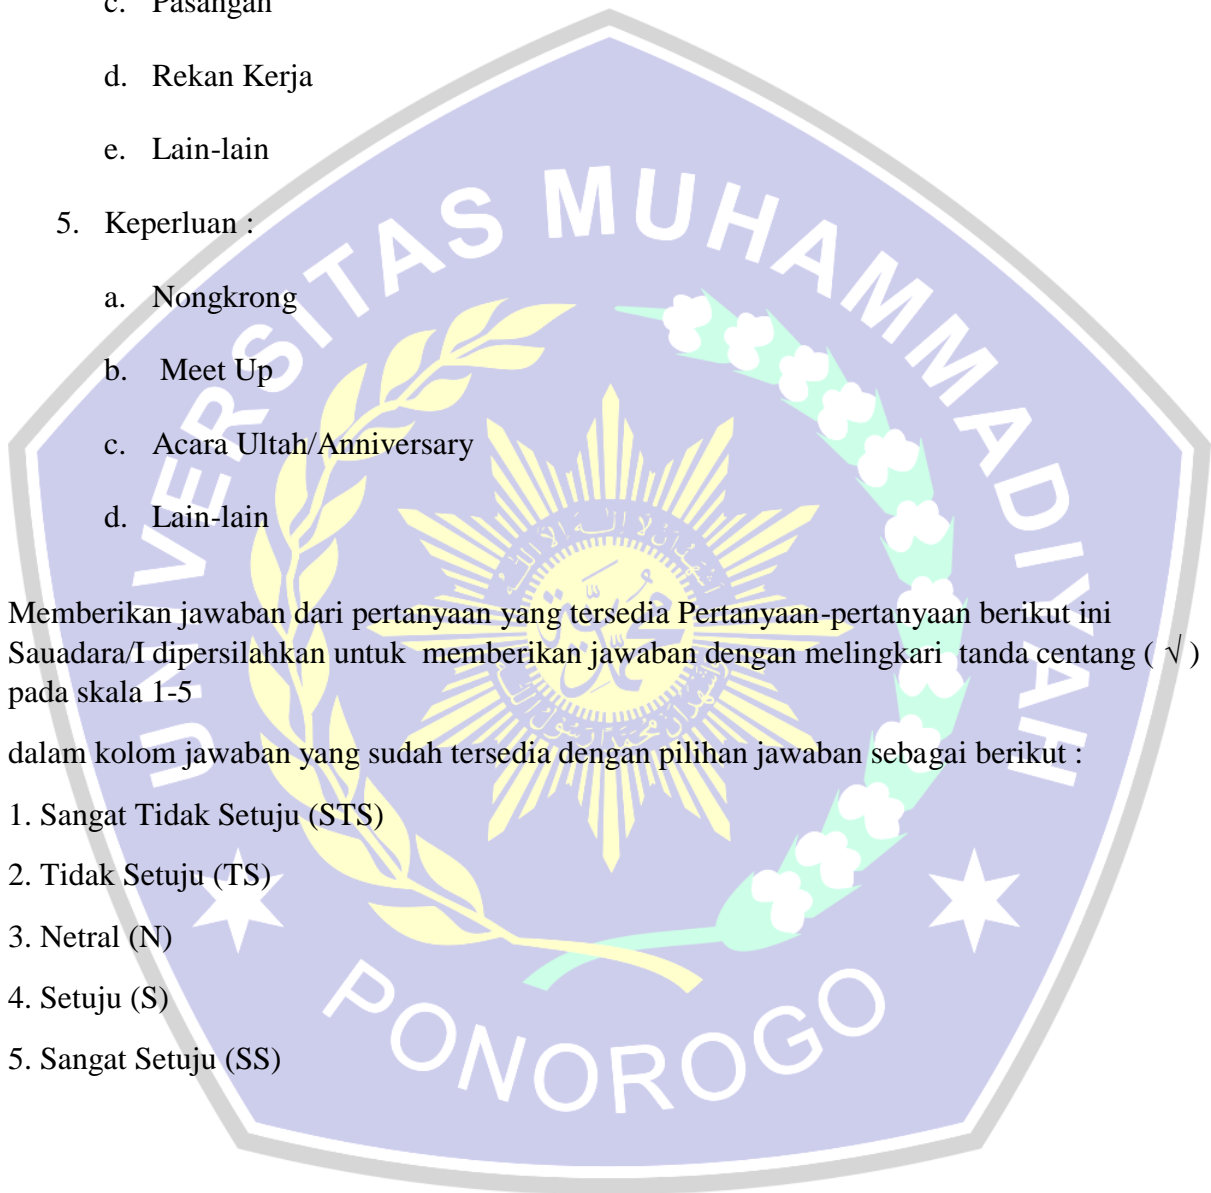 c. Pasangan
d. Rekan Kerja
e. Lain-lain
5. Keperluan :
a. Nongkrong
b. Meet Up
c. Acara Ultah/Anniversary
d. Lain-lain
Memberikan jawaban dari pertanyaan yang tersedia Pertanyaan-pertanyaan berikut ini
Sauadara/I dipersilahkan untuk memberikan jawaban dengan melingkari tanda centang ( √ )
pada skala 1-5
dalam kolom jawaban yang sudah tersedia dengan pilihan jawaban sebagai berikut :
1. Sangat Tidak Setuju (STS)
2. Tidak Setuju (TS)
3. Netral (N)
4. Setuju (S)
5. Sangat Setuju (SS)
UNIVERSITAS MUHAMMADIYAH
PONOROGO